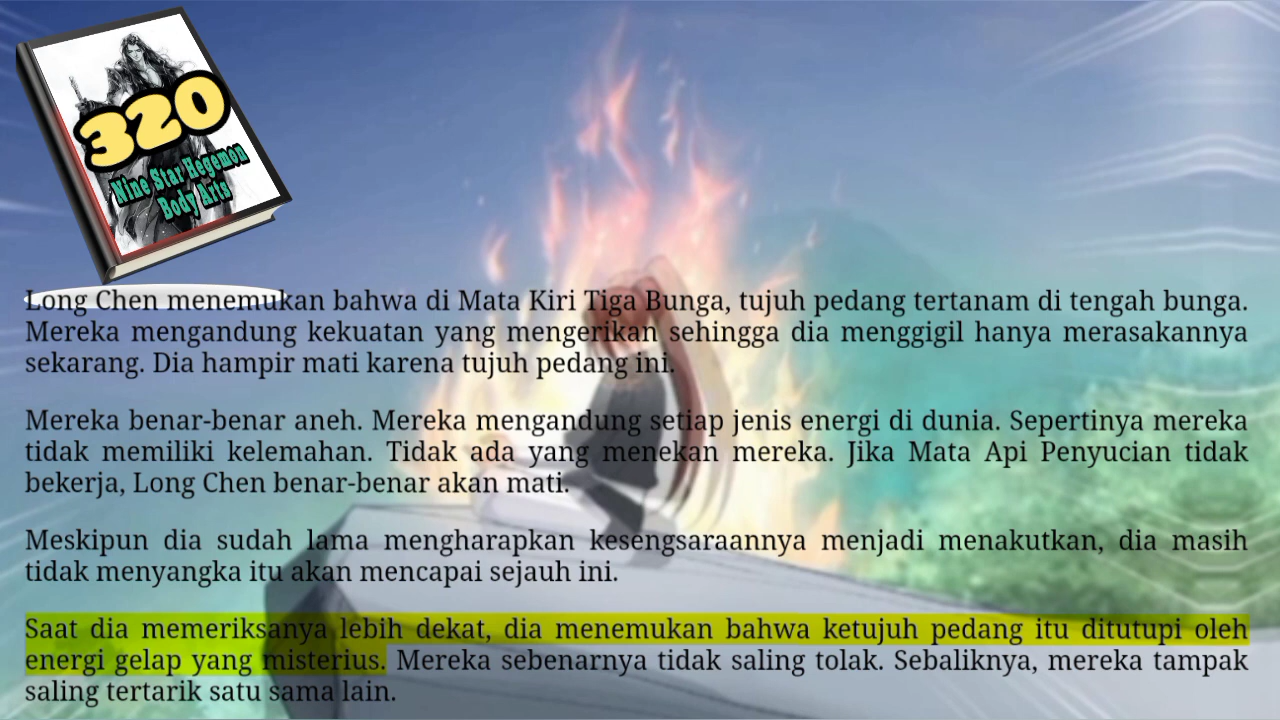 320
Nine Star Hegemon
Body Arts
Long Chen menemukan bahwa di Mata Kiri Tiga Bunga, tujuh pedang tertanam di tengah bunga.
Mereka mengandung kekuatan yang mengerikan sehingga dia menggigil hanya merasakannya
sekarang. Dia hampir mati karena tujuh pedang ini.
Mereka benar-benar aneh. Mereka mengandung setiap jenis energi di dunia. Sepertinya mereka
tidak memiliki kelemahan. Tidak ada yang menekan mereka. Jika Mata Api Penyucian tidak
bekerja, Long Chen benar-benar akan mati.
Meskipun dia sudah lama mengharapkan kesengsaraannya menjadi menakutkan, dia masih
tidak menyangka itu akan mencapai sejauh ini.
Saat dia memeriksanya lebih dekat, dia menemukan bahwa ketujuh pedang itu ditutupi oleh
energi gelap yang misterius. Mereka sebenarnya tidak saling tolak. Sebaliknya, mereka tampak
saling tertarik satu sama lain.